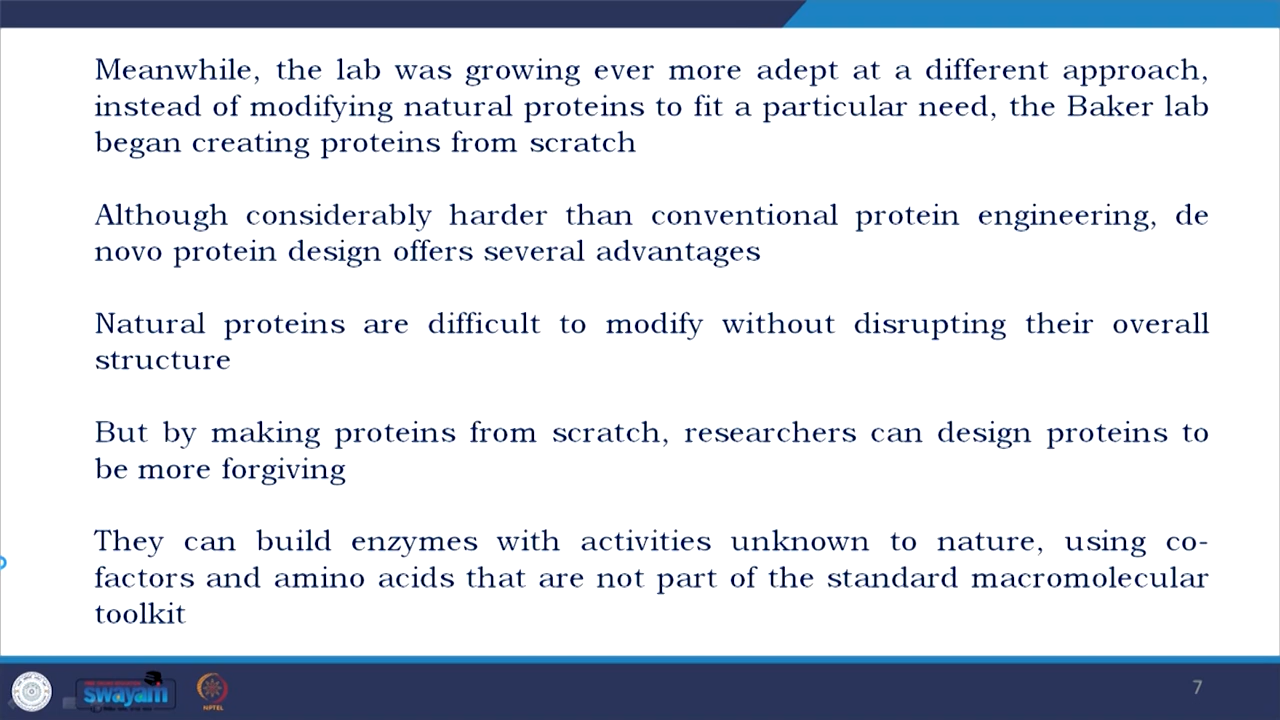 Meanwhile, the lab was growing ever more adept at a different approach,
instead of modifying natural proteins to fit a particular need, the Baker lab
began creating proteins from scratch
Although considerably harder than conventional protein engineering, de
novo protein design offers several advantages
Natural proteins are difficult to modify without disrupting their overall
structure
But by making proteins from scratch, researchers can design proteins to
be more forgiving
They can build enzymes with activities unknown to nature, using co-
factors and amino acids that are not part of the standard macromolecular
toolkit
swayam
NPTEL
7